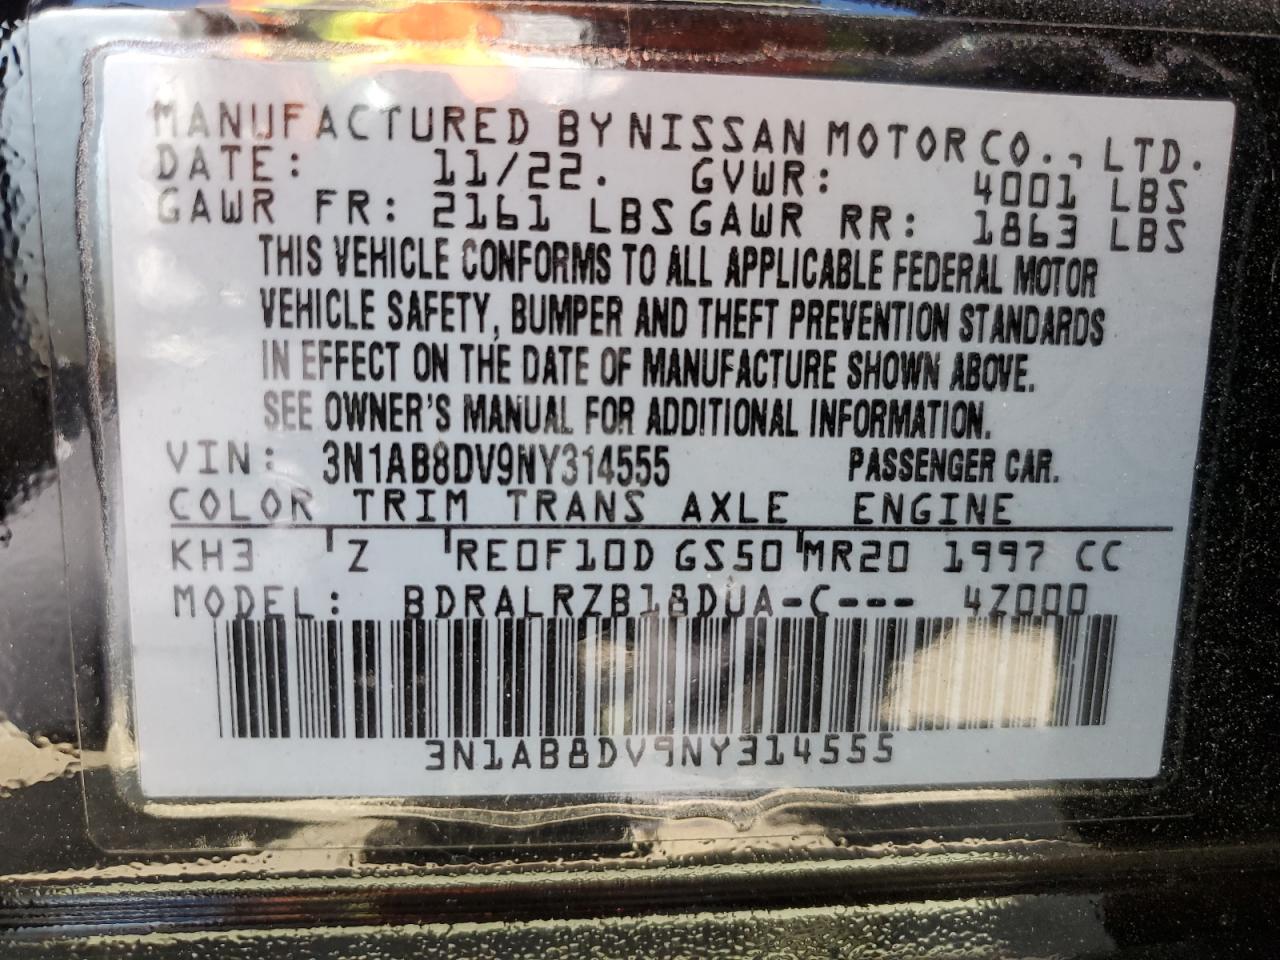 MANUFACTURED BY NISSAN MOTOR CO., LTD.
DATE: 11/22. GVWR: 4001 LBS
GAWR FR: 2161 LBS GAWR RR: 1863 LBS
THIS VEHICLE CONFORMS TO ALL APPLICABLE FEDERAL MOTOR
VEHICLE SAFETY, BUMPER AND THEFT PREVENTION STANDARDS
IN EFFECT ON THE DATE OF MANUFACTURE SHOWN ABOVE.
SEE OWNER'S MANUAL FOR ADDITIONAL INFORMATION.
VIN: 3N1AB8DV9NY314555 PASSENGER CAR.
COLOR TRIM TRANS AXLE ENGINE
KH3 Z RE0F10D GS50 MR20 1997 CC
MODEL: BDRALRZB18DUA-C--- 4Z000
3N1AB8DV9NY314555